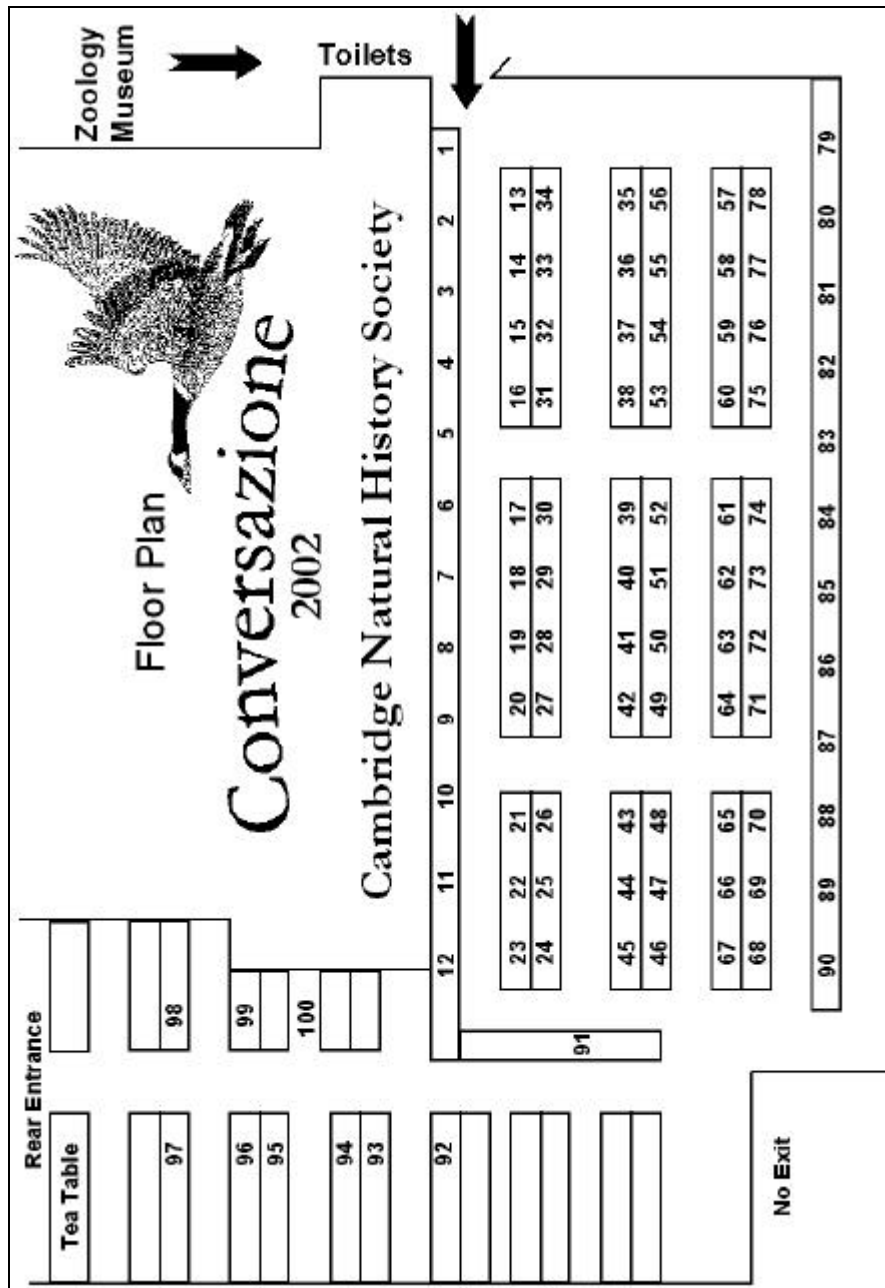 Zoology
Museum
Toilets
Floor Plan
Conversazione
2002
Cambridge Natural History Society
Rear Entrance
Tea Table
No Exit
1 2 3 4 5 6 7 8 9 10 11 12
13 14 15 16
34 33 32 31
17 18 19 20
30 29 28 27
21 22 23
26 25 24
35 36 37 38
56 55 54 53
39 40 41 42
52 51 50 49
43 44 45
48 47 46
57 58 59 60
78 77 76 75
61 62 63 64
74 73 72 71
65 66 67
70 69 68
79 80 81 82 83 84 85 86 87 88 89 90
91
92
93
94
95
96
97
98
99
100